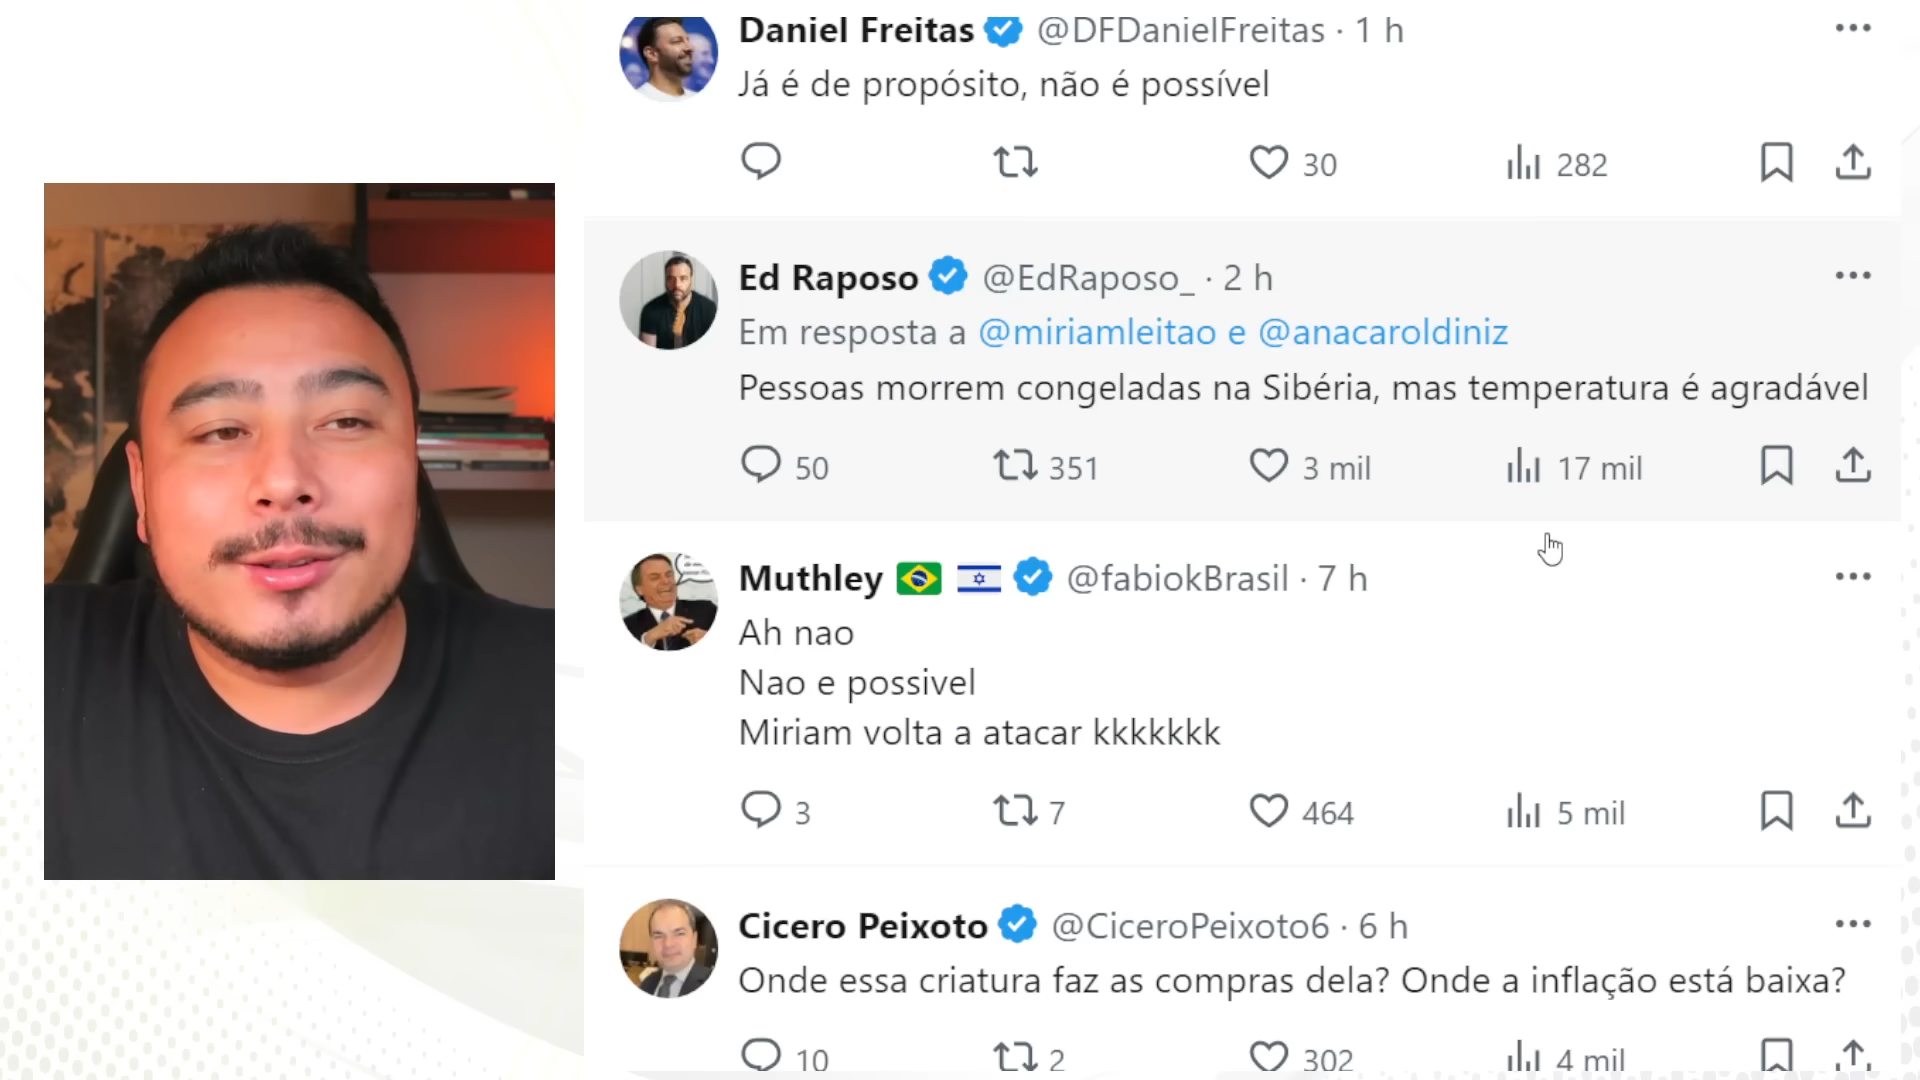 Daniel Freitas @DFDanielFreitas · 1 h
Já é de propósito, não é possível
30 282
Ed Raposo @EdRaposo_ · 2 h
Em resposta a @miriamleitao e @anacaroldiniz
Pessoas morrem congeladas na Sibéria, mas temperatura é agradável
50 351 3 mil 17 mil
Muthley @fabiokBrasil · 7 h
Ah nao
Nao e possivel
Miriam volta a atacar kkkkkkk
3 7 464 5 mil
Cicero Peixoto @CiceroPeixoto6 · 6 h
Onde essa criatura faz as compras dela? Onde a inflação está baixa?
10 2 302 4 mil